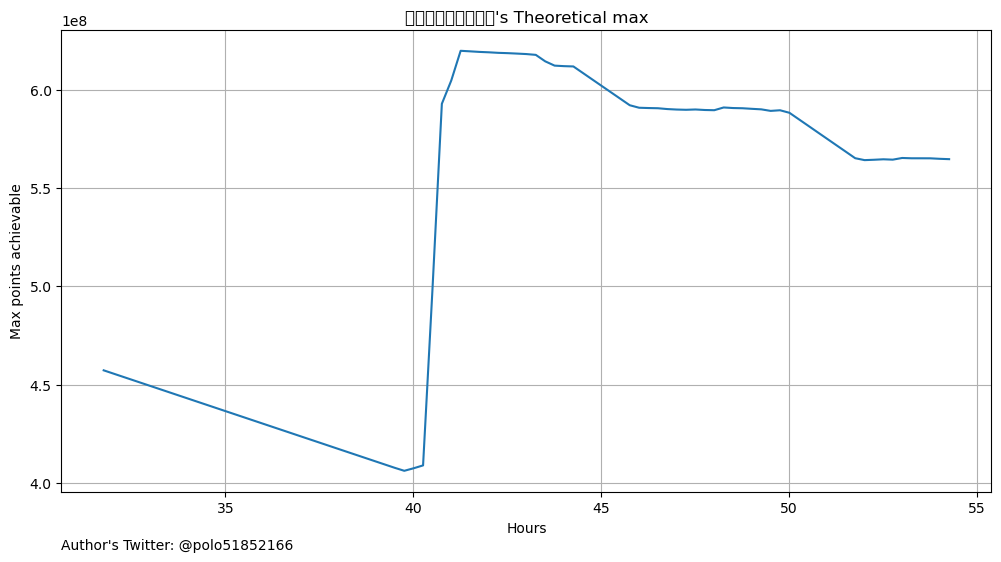 's Theoretical max
1e8
6.0
5.5
5.0
4.5
4.0
Max points achievable
35
40
45
50
55
Hours
Author's Twitter: @polo51852166